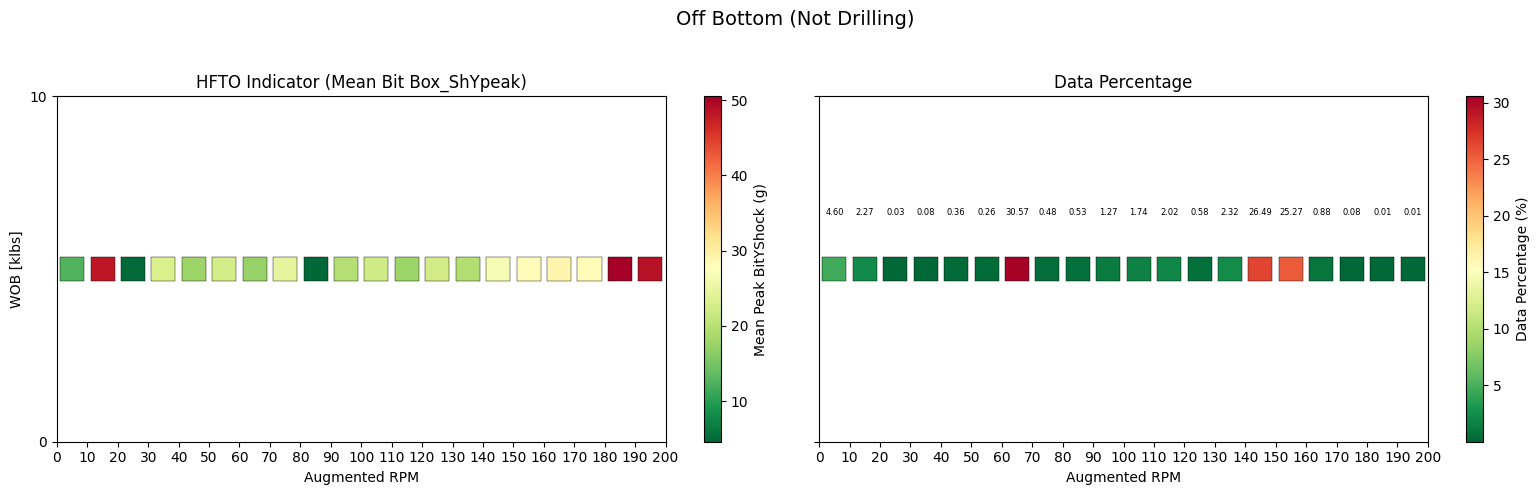 Off Bottom (Not Drilling)
HFTO Indicator (Mean Bit Box_ShYpeak)
10
0
WOB [klbs]
0 10 20 30 40 50 60 70 80 90 100 110 120 130 140 150 160 170 180 190 200
Augmented RPM
50
40
30
20
10
Mean Peak BitYShock (g)
Data Percentage
4.60 2.27 0.03 0.08 0.36 0.26 30.57 0.48 0.53 1.27 1.74 2.02 0.58 2.32 26.49 25.27 0.88 0.08 0.01 0.01
0 10 20 30 40 50 60 70 80 90 100 110 120 130 140 150 160 170 180 190 200
Augmented RPM
30
25
20
15
10
5
Data Percentage (%)